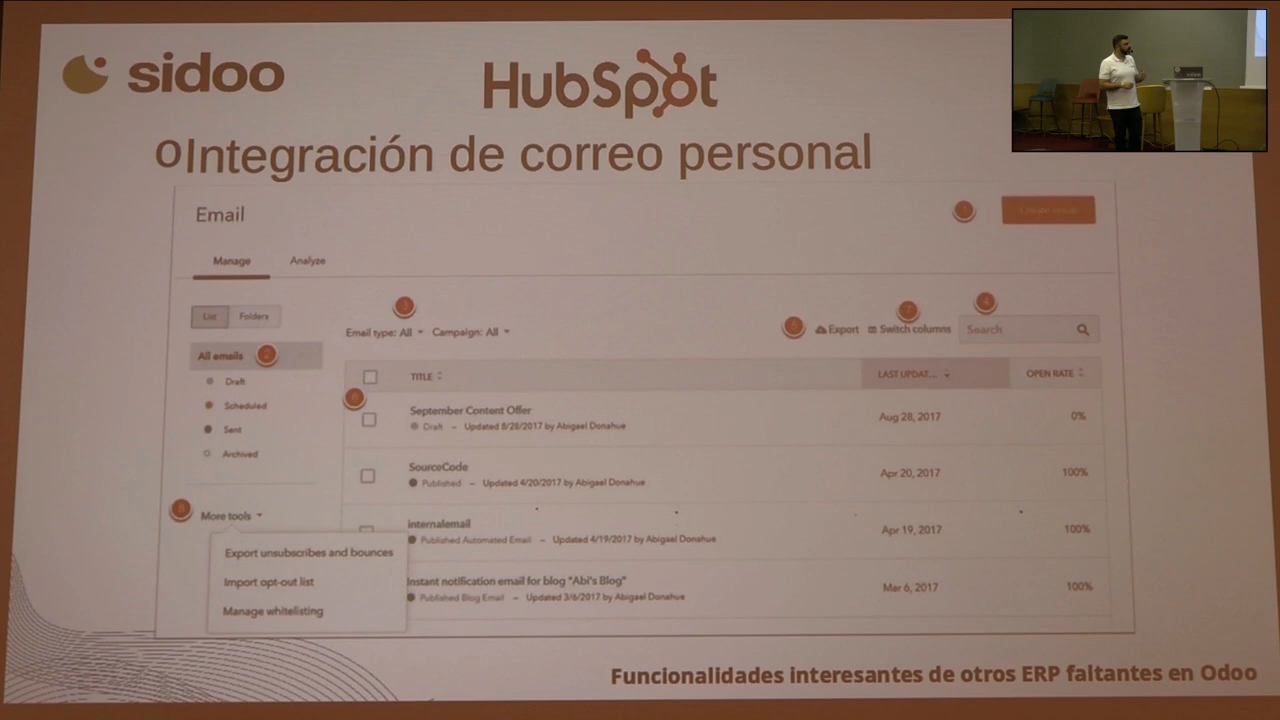 sidoo
HubSpot
oIntegración de correo personal
Email
Manage Analyze
List Folders
Email type: All Campaign: All
Export Switch columns Search
All emails
Draft
Scheduled
Sent
Archived
TITLE LAST UPDAT... OPEN RATE
September Content Offer Aug 28, 2017 0%
Draft – Updated 8/28/2017 by Abigael Donahue
SourceCode Apr 20, 2017 100%
Published – Updated 4/20/2017 by Abigael Donahue
internalemail Apr 19, 2017 100%
Published Automated Email – Updated 4/19/2017 by Abigael Donahue
Instant notification email for blog "Abi's Blog" Mar 6, 2017 100%
Published Blog Email – Updated 3/6/2017 by Abigael Donahue
More tools
Export unsubscribes and bounces
Import opt-out list
Manage whitelisting
Funcionalidades interesantes de otros ERP faltantes en Odoo